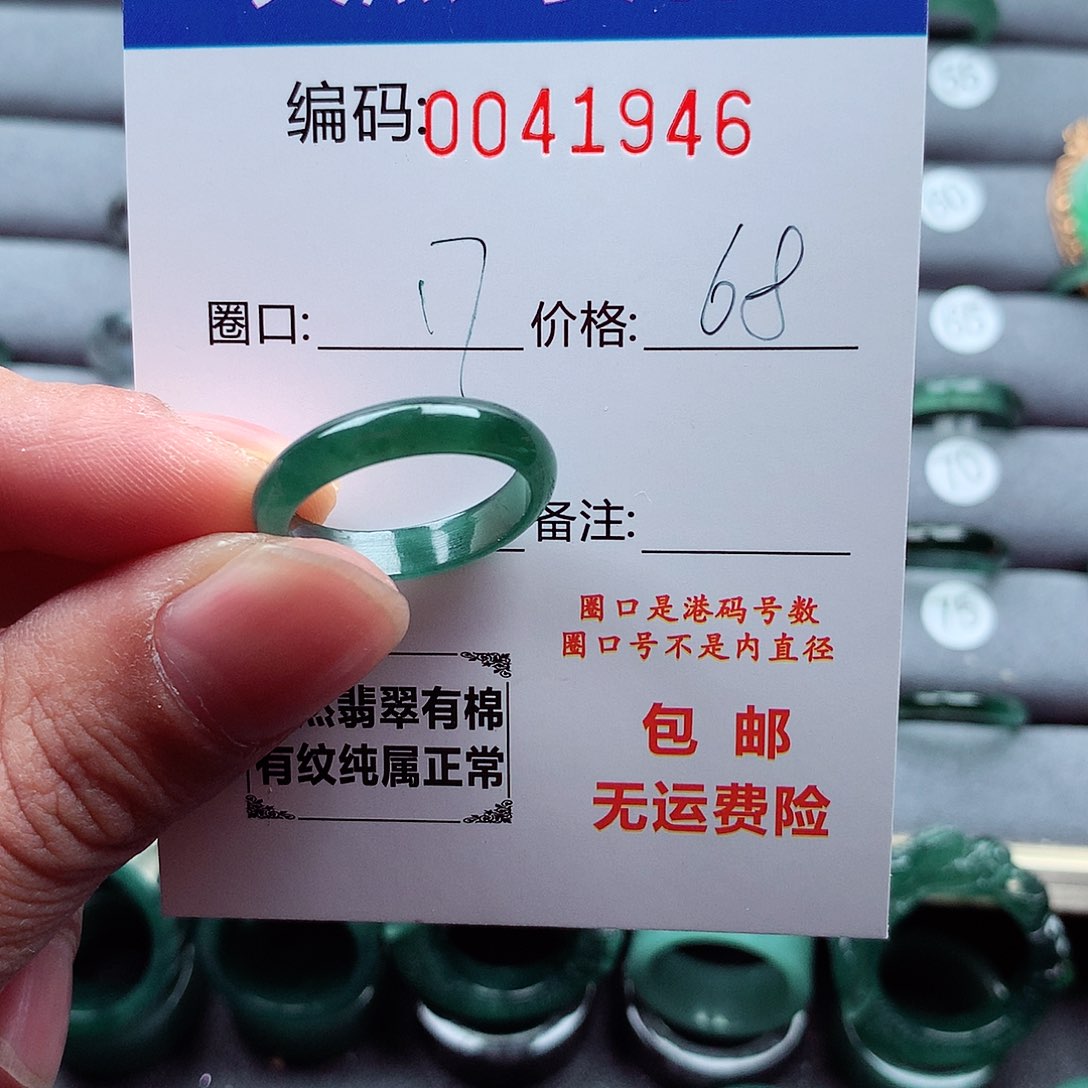 编码:0041946
圈口: 17 价格: 68
备注:
圈口是港码号数
圈口号不是内直径
翡翠有棉
有纹纯属正常
包 邮
无运费险
55
60
65
70
75